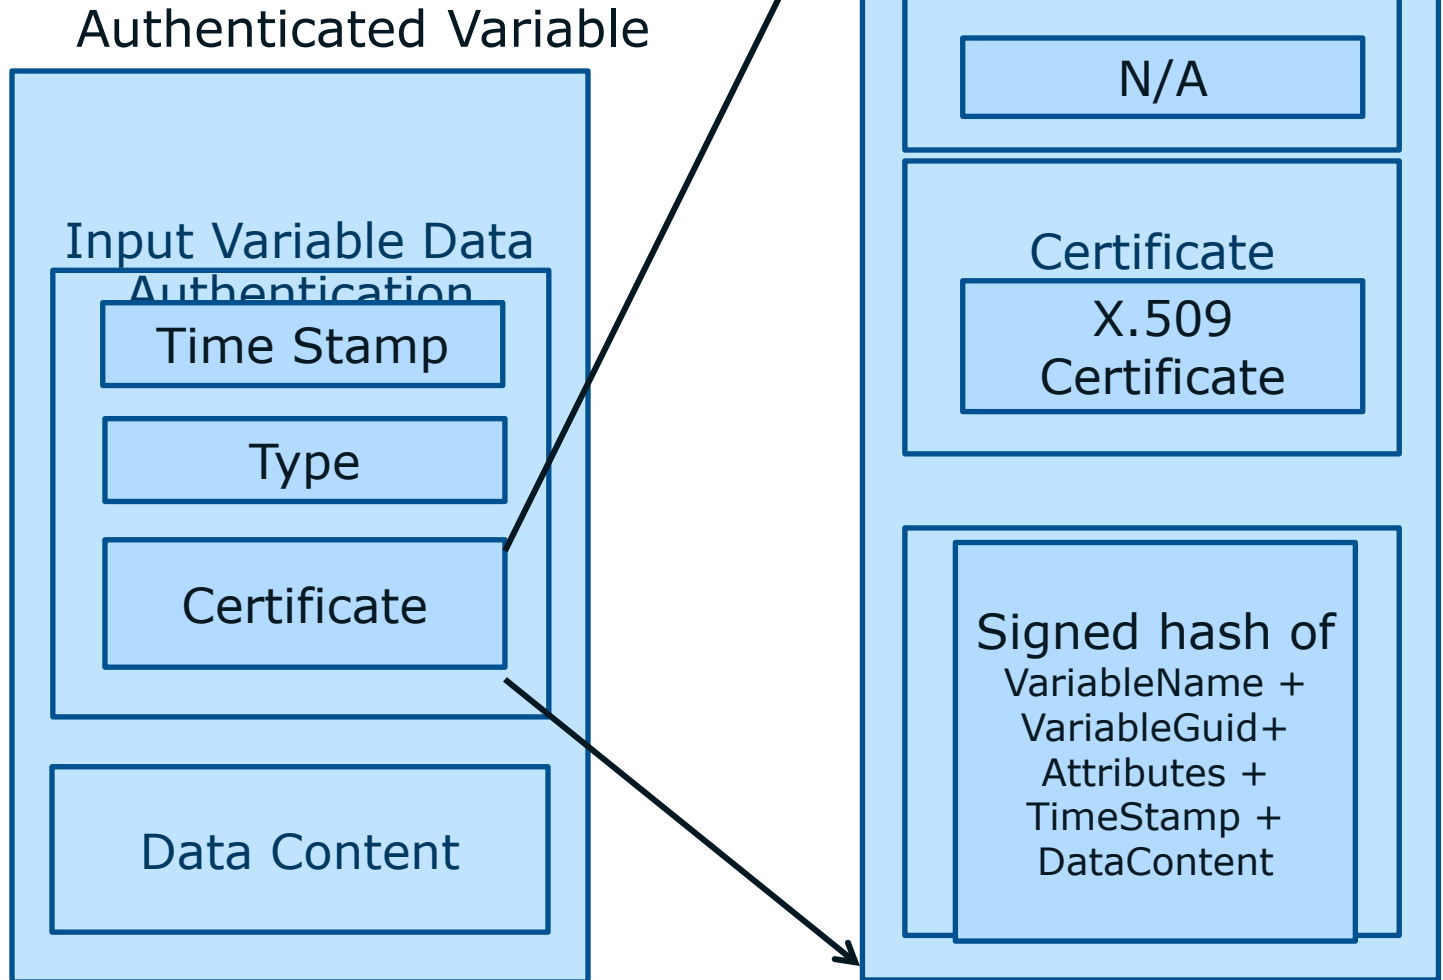 Authenticated Variable
Input Variable Data
Authentication
Time Stamp
Type
Certificate
Data Content
N/A
Certificate
X.509
Certificate
Signed hash of
VariableName +
VariableGuid+
Attributes +
TimeStamp +
DataContent